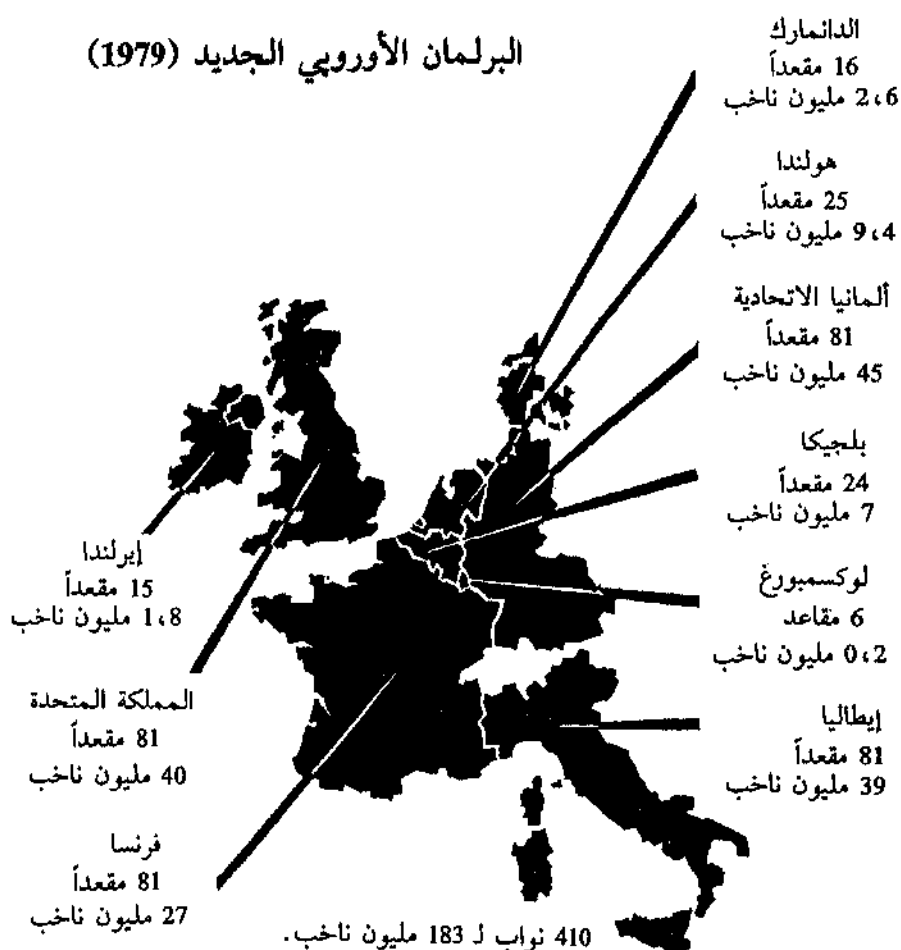 البرلمان الأوروبي الجديد (1979)
الدانمارك
16 مقعداً
2،6 مليون ناخب
هولندا
25 مقعداً
9،4 مليون ناخب
ألمانيا الاتحادية
81 مقعداً
45 مليون ناخب
بلجيكا
24 مقعداً
7 مليون ناخب
لوكسمبورغ
6 مقاعد
0،2 مليون ناخب
إيطاليا
81 مقعداً
39 مليون ناخب
إيرلندا
15 مقعداً
1،8 مليون ناخب
المملكة المتحدة
81 مقعداً
40 مليون ناخب
فرنسا
81 مقعداً
27 مليون ناخب
410 نواب لـ 183 مليون ناخب.